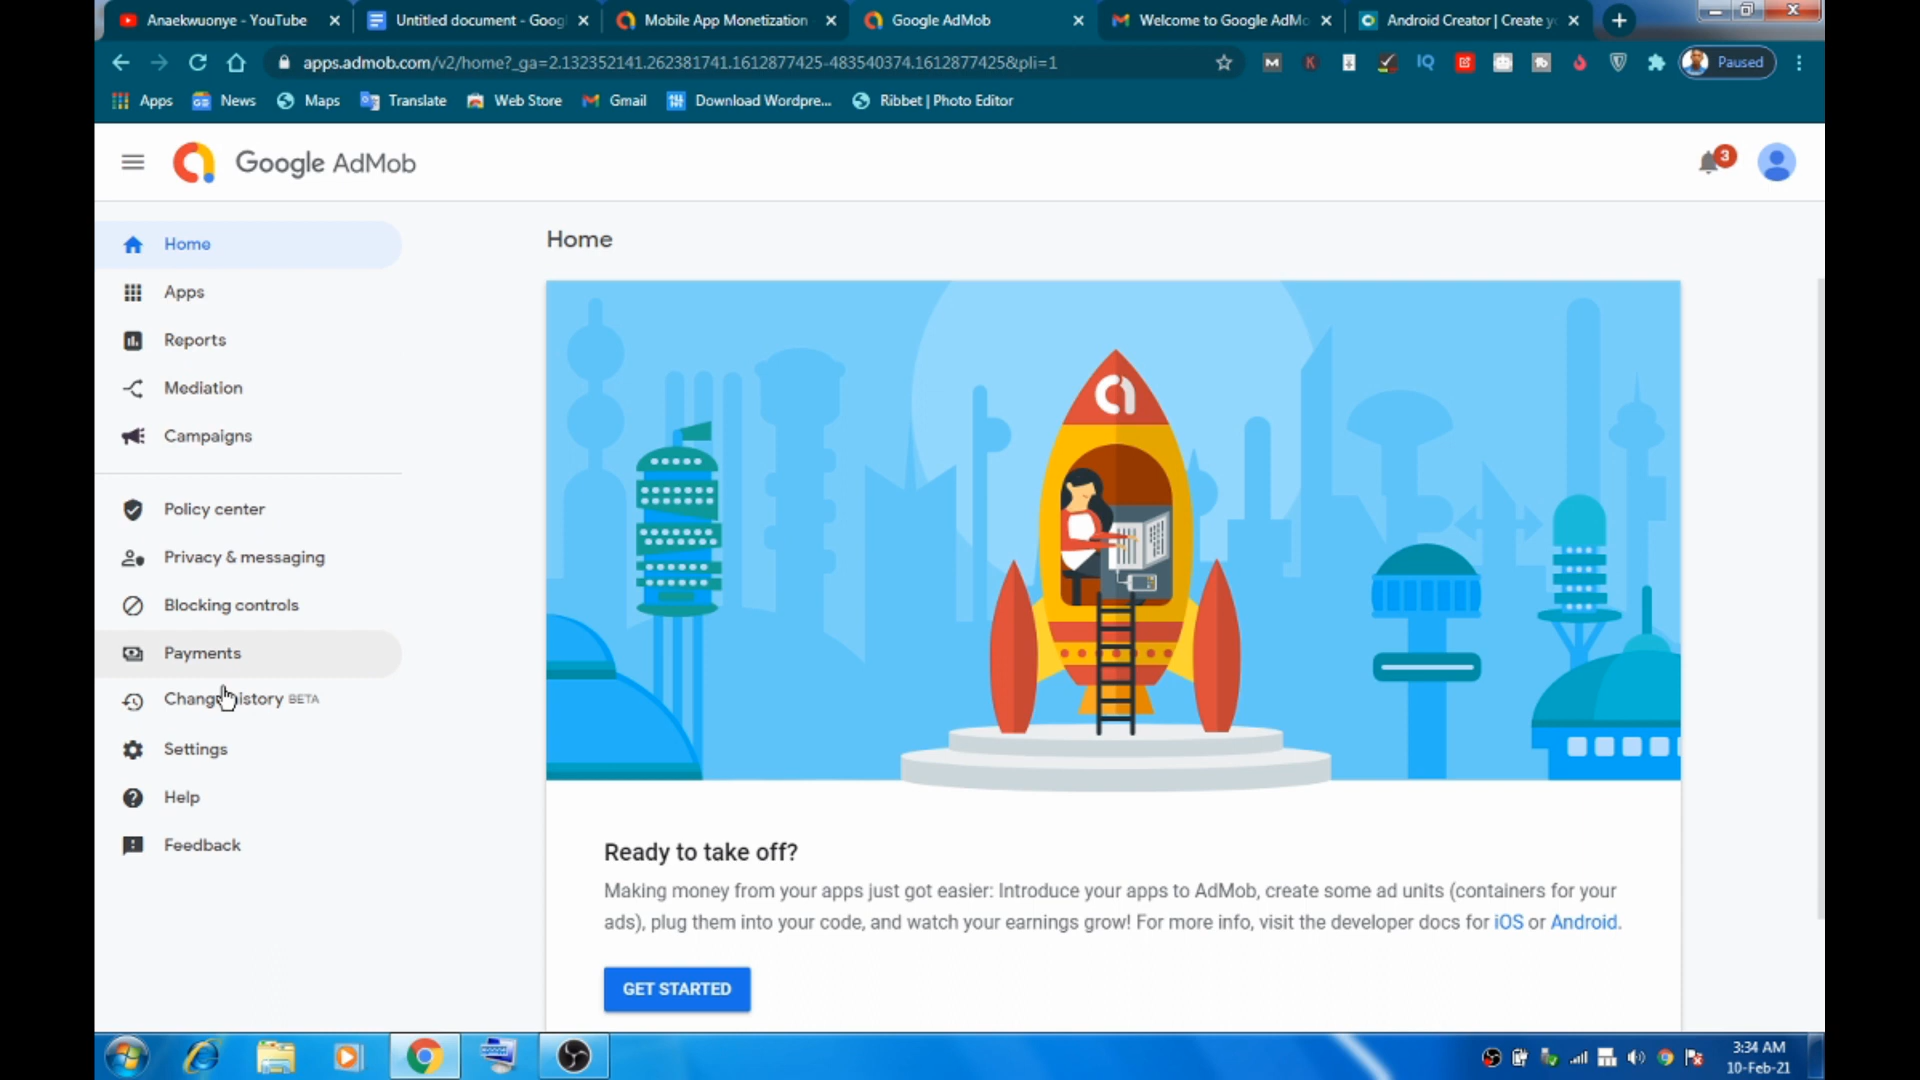 Anaekwuonye - YouTube
Untitled document - Goog
Mobile App Monetization
Google AdMob
Welcome to Google AdMo
Android Creator | Create y
apps.admob.com/v2/home?_ga=2.132352141.262381741.1612877425-483540374.1612877425&pli=1
IQ
Paused
Apps
News
Maps
Translate
Web Store
Gmail
Download Wordpre...
Ribbet | Photo Editor
Google AdMob
3
Home
Apps
Reports
Mediation
Campaigns
Policy center
Privacy & messaging
Blocking controls
Payments
Change history BETA
Settings
Help
Feedback
Home
Ready to take off?
Making money from your apps just got easier: Introduce your apps to AdMob, create some ad units (containers for your
ads), plug them into your code, and watch your earnings grow! For more info, visit the developer docs for iOS or Android.
GET STARTED
3:34 AM
10-Feb-21